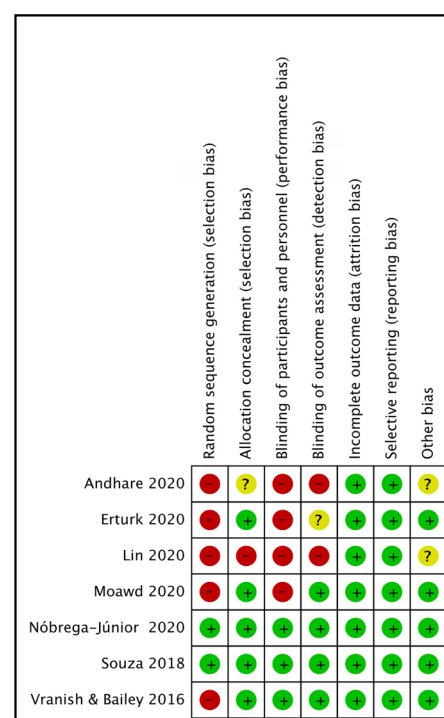 Random sequence generation (selection bias)
Allocation concealment (selection bias)
Blinding of participants and personnel (performance bias)
Blinding of outcome assessment (detection bias)
Incomplete outcome data (attrition bias)
Selective reporting (reporting bias)
Other bias
Andhare 2020 - ? - - + + ?
Erturk 2020 - + - ? + + +
Lin 2020 - - - - + + ?
Moawd 2020 - + - + + + +
Nóbrega-Júnior 2020 + + + + + + +
Souza 2018 + + + + + + +
Vranish & Bailey 2016 - + + + + + +